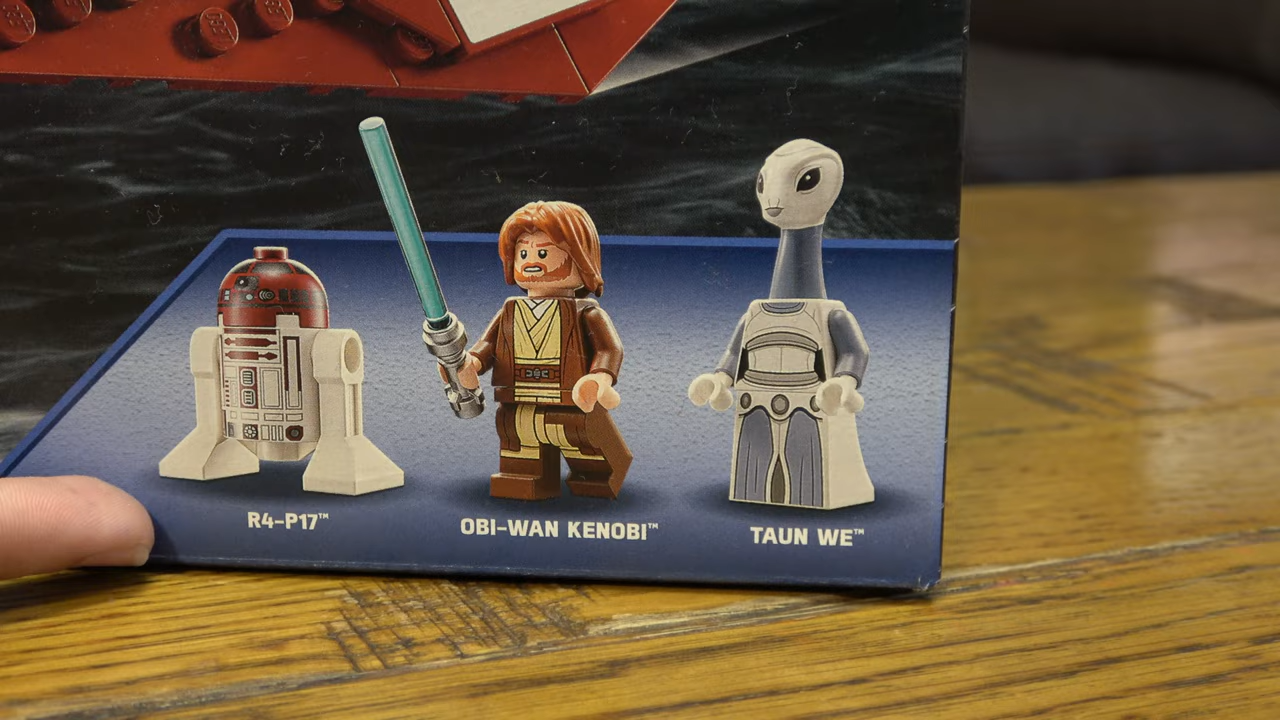 R4-P17™
OBI-WAN KENOBI™
TAUN WE™